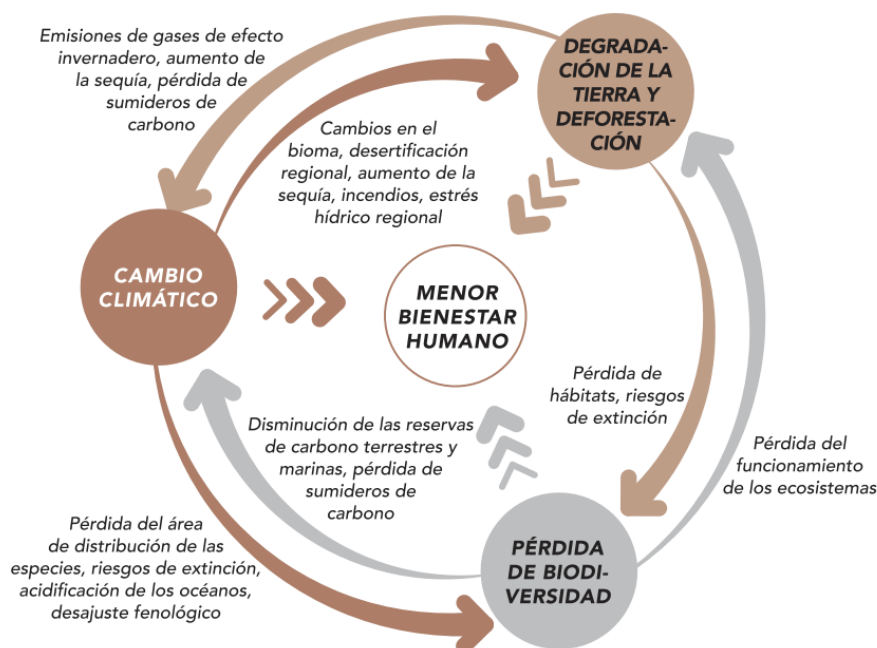 Emisiones de gases de efecto
invernadero, aumento de
la sequía, pérdida de
sumideros de
carbono
DEGRADA-
CIÓN DE LA
TIERRA Y
DEFORESTA-
CIÓN
Cambios en el
bioma, desertificación
regional, aumento de la
sequía, incendios, estrés
hídrico regional
CAMBIO
CLIMÁTICO
MENOR
BIENESTAR
HUMANO
Pérdida de
hábitats, riesgos
de extinción
Disminución de las reservas
de carbono terrestres y
marinas, pérdida de
sumideros de
carbono
Pérdida del
funcionamiento
de los ecosistemas
Pérdida del área
de distribución de las
especies, riesgos de extinción,
acidificación de los océanos,
desajuste fenológico
PÉRDIDA
DE BIODI-
VERSIDAD